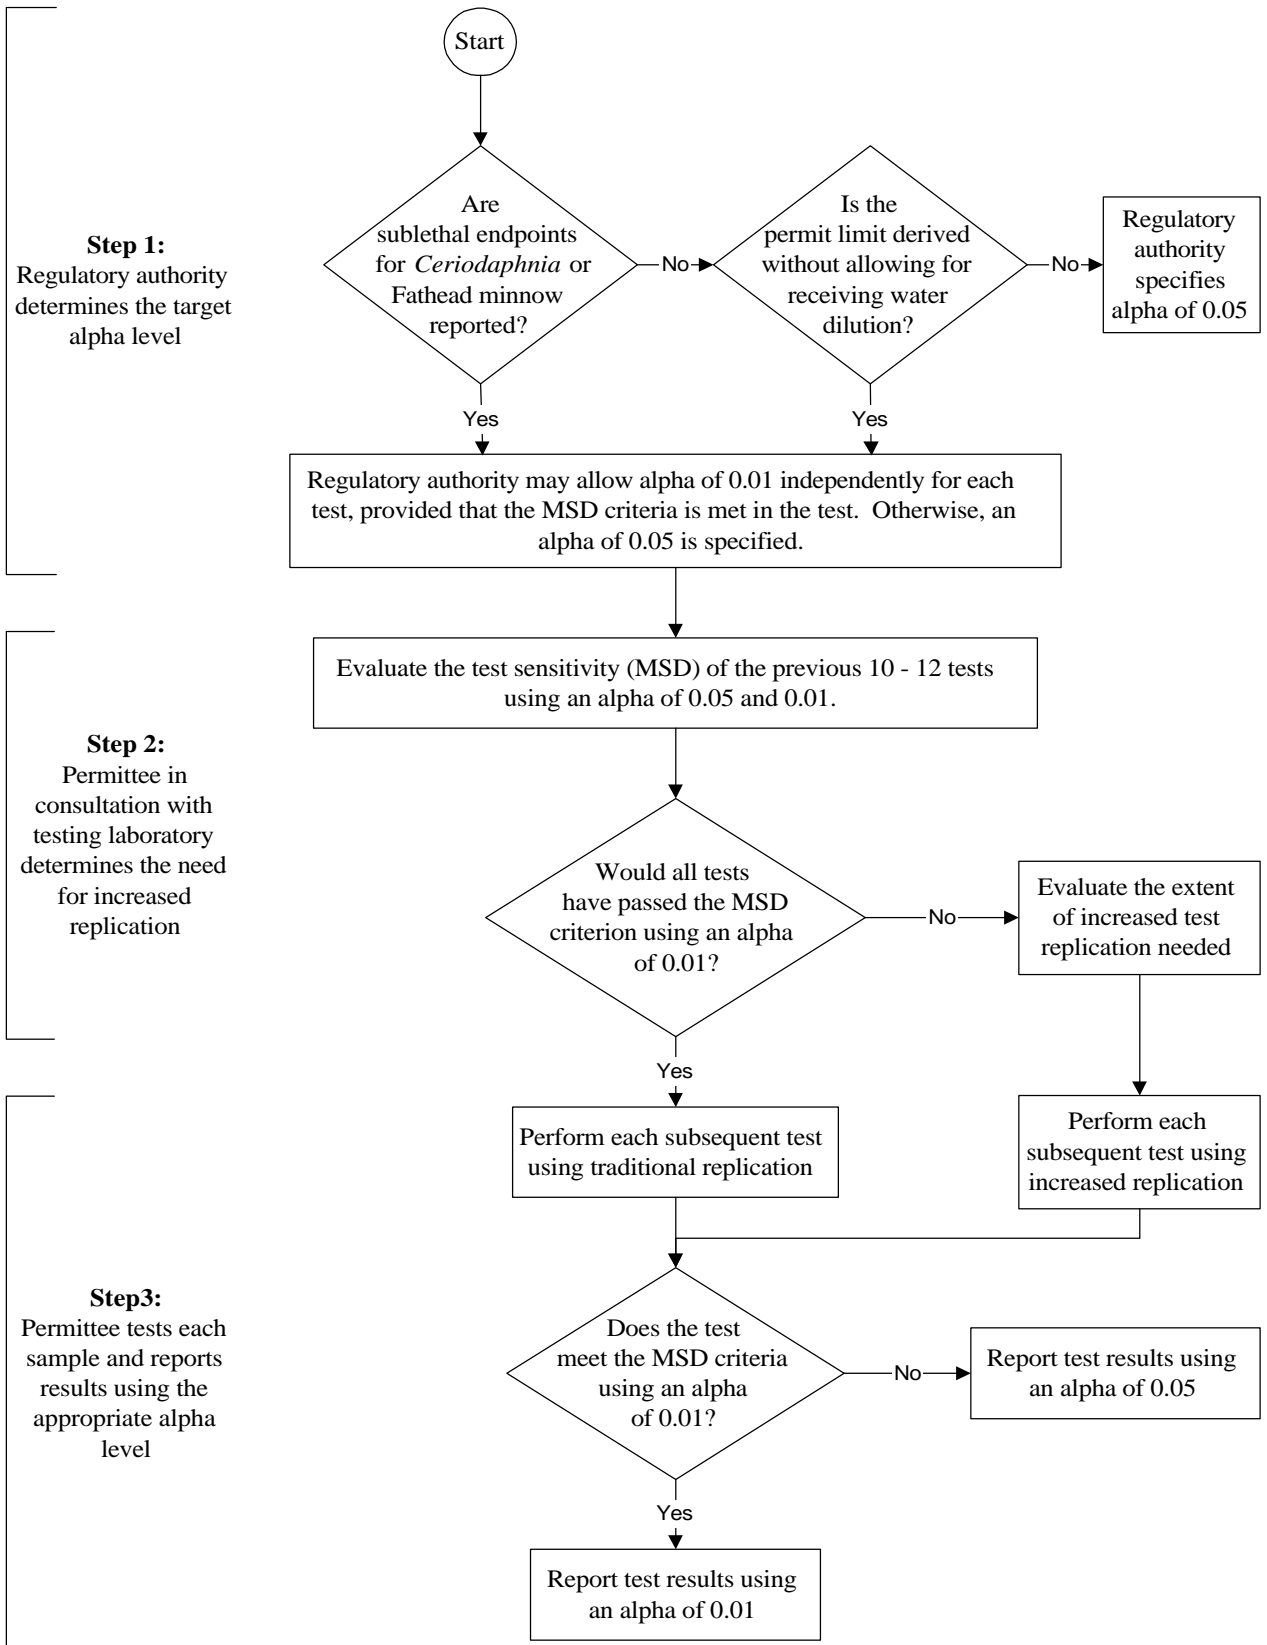 Start
Step 1:
Regulatory authority
determines the target
alpha level
Are
sublethal endpoints
for Ceriodaphnia or
Fathead minnow
reported?
No
Is the
permit limit derived
without allowing for
receiving water
dilution?
No
Regulatory
authority
specifies
alpha of 0.05
Yes
Yes
Regulatory authority may allow alpha of 0.01 independently for each
test, provided that the MSD criteria is met in the test.  Otherwise, an
alpha of 0.05 is specified.
Evaluate the test sensitivity (MSD) of the previous 10 - 12 tests
using an alpha of 0.05 and 0.01.
Step 2:
Permittee in
consultation with
testing laboratory
determines the need
for increased
replication
Would all tests
have passed the MSD
criterion using an alpha
of 0.01?
No
Evaluate the extent
of increased test
replication needed
Yes
Perform each subsequent test
using traditional replication
Perform each
subsequent test using
increased replication
Step3:
Permittee tests each
sample and reports
results using the
appropriate alpha
level
Does the test
meet the MSD criteria
using an alpha
of 0.01?
No
Report test results using
an alpha of 0.05
Yes
Report test results using
an alpha of 0.01